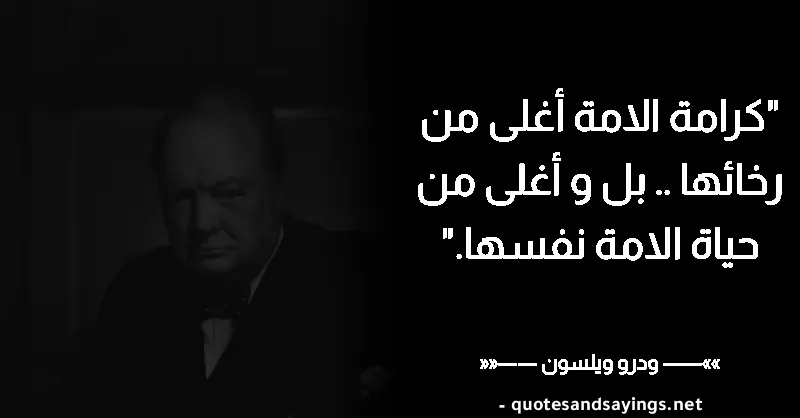 "كرامة الامة أغلى من
رخائها .. بل و أغلى من
حياة الامة نفسها."
»»—— ودرو ويلسون ——««
- quotesandsayings.net